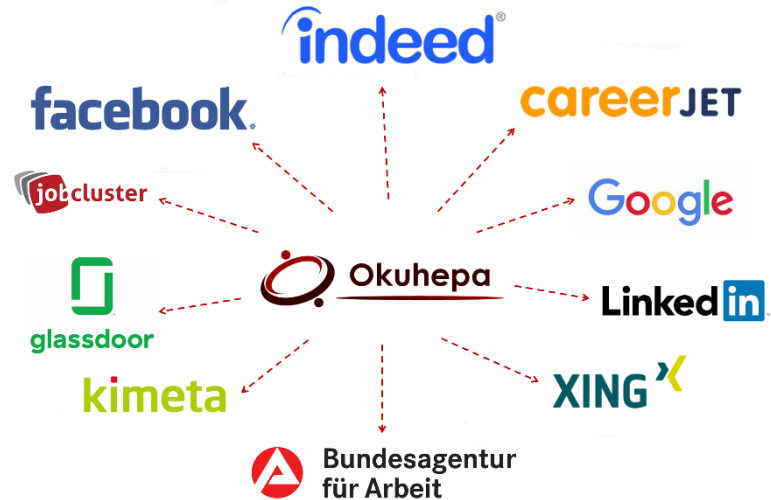 indeed®
facebook®
careerJET
jobcluster
Google
Okuhepa
glassdoor
Linkedin
kimeta
XING
Bundesagentur
für Arbeit